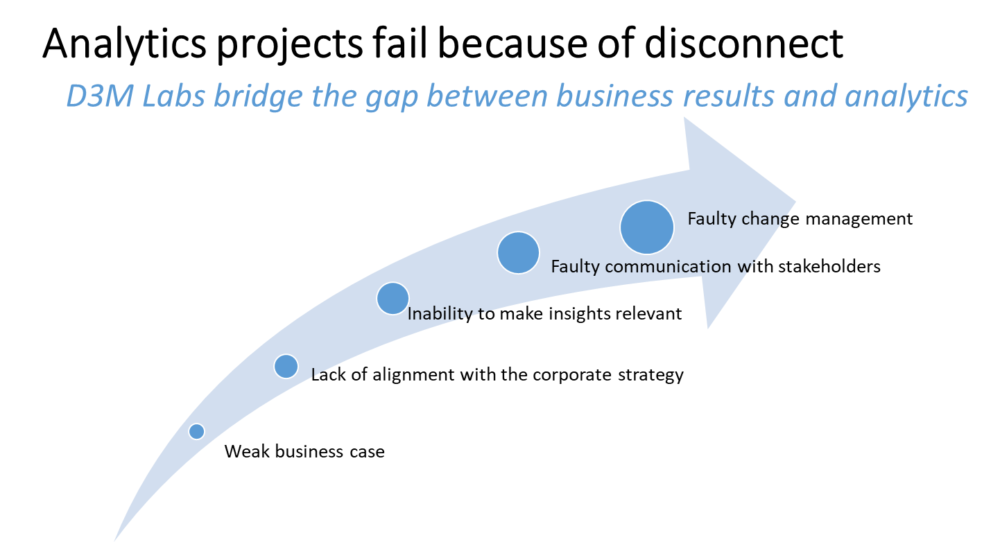 Analytics projects fail because of disconnect
D3M Labs bridge the gap between business results and analytics
Faulty change management
Faulty communication with stakeholders
Inability to make insights relevant
Lack of alignment with the corporate strategy
Weak business case